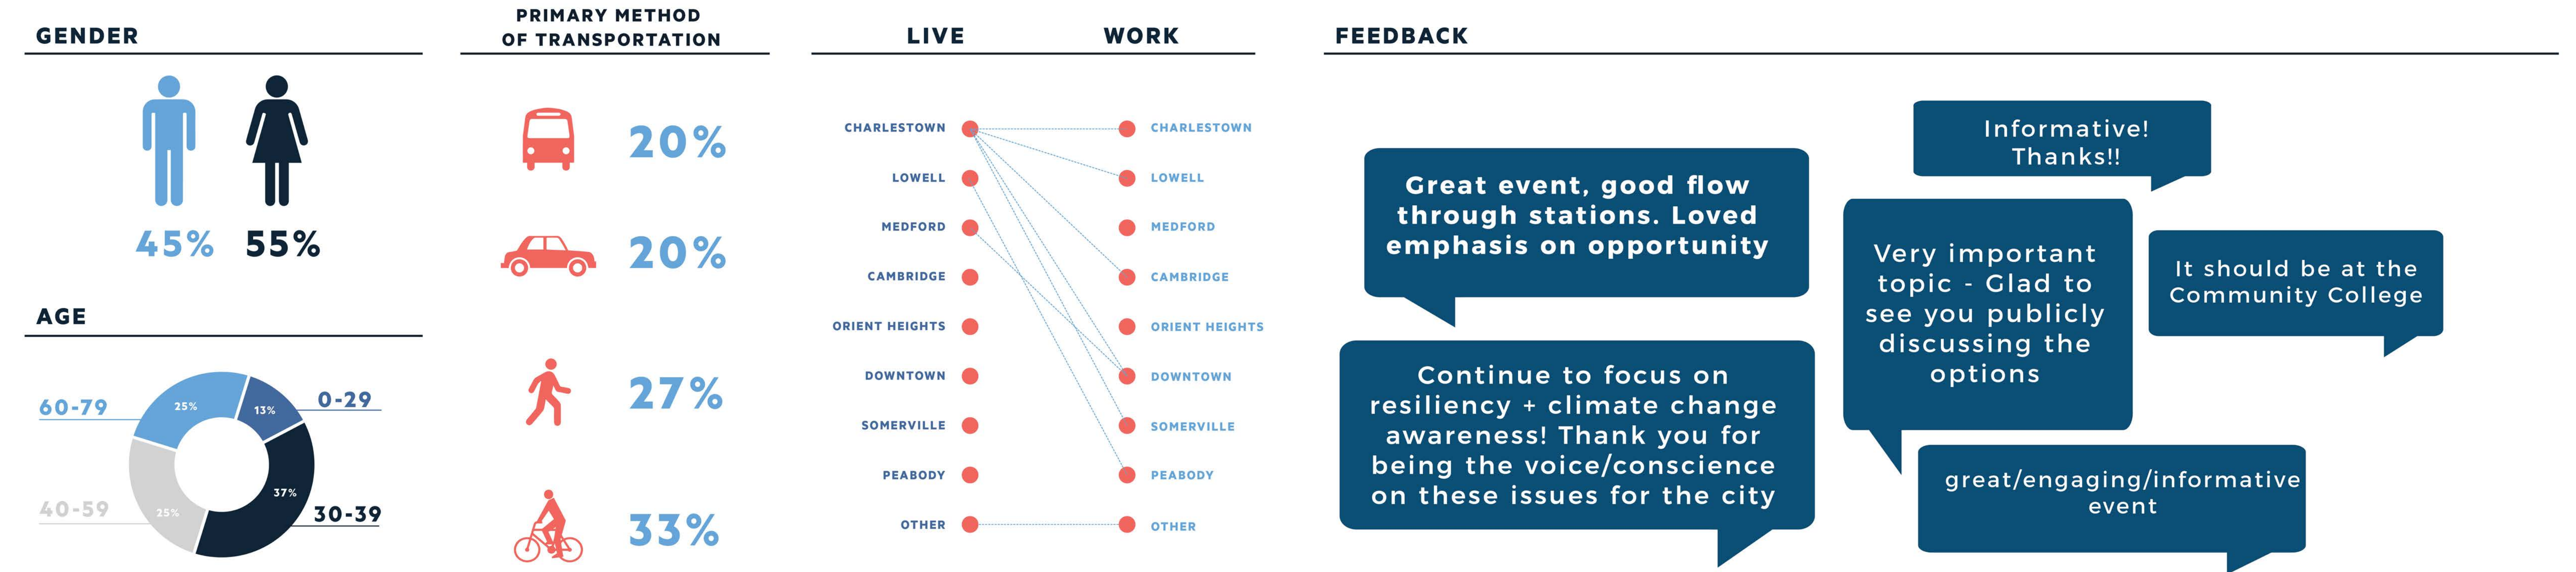 GENDER
45% 55%
AGE
60-79
25%
13%
0-29
40-59
25%
37%
30-39
PRIMARY METHOD
OF TRANSPORTATION
20%
20%
27%
33%
LIVE WORK
CHARLESTOWN CHARLESTOWN
LOWELL LOWELL
MEDFORD MEDFORD
CAMBRIDGE CAMBRIDGE
ORIENT HEIGHTS ORIENT HEIGHTS
DOWNTOWN DOWNTOWN
SOMERVILLE SOMERVILLE
PEABODY PEABODY
OTHER OTHER
FEEDBACK
Great event, good flow
through stations. Loved
emphasis on opportunity
Continue to focus on
resiliency + climate change
awareness! Thank you for
being the voice/conscience
on these issues for the city
Informative!
Thanks!!
Very important
topic - Glad to
see you publicly
discussing the
options
It should be at the
Community College
great/engaging/informative
event